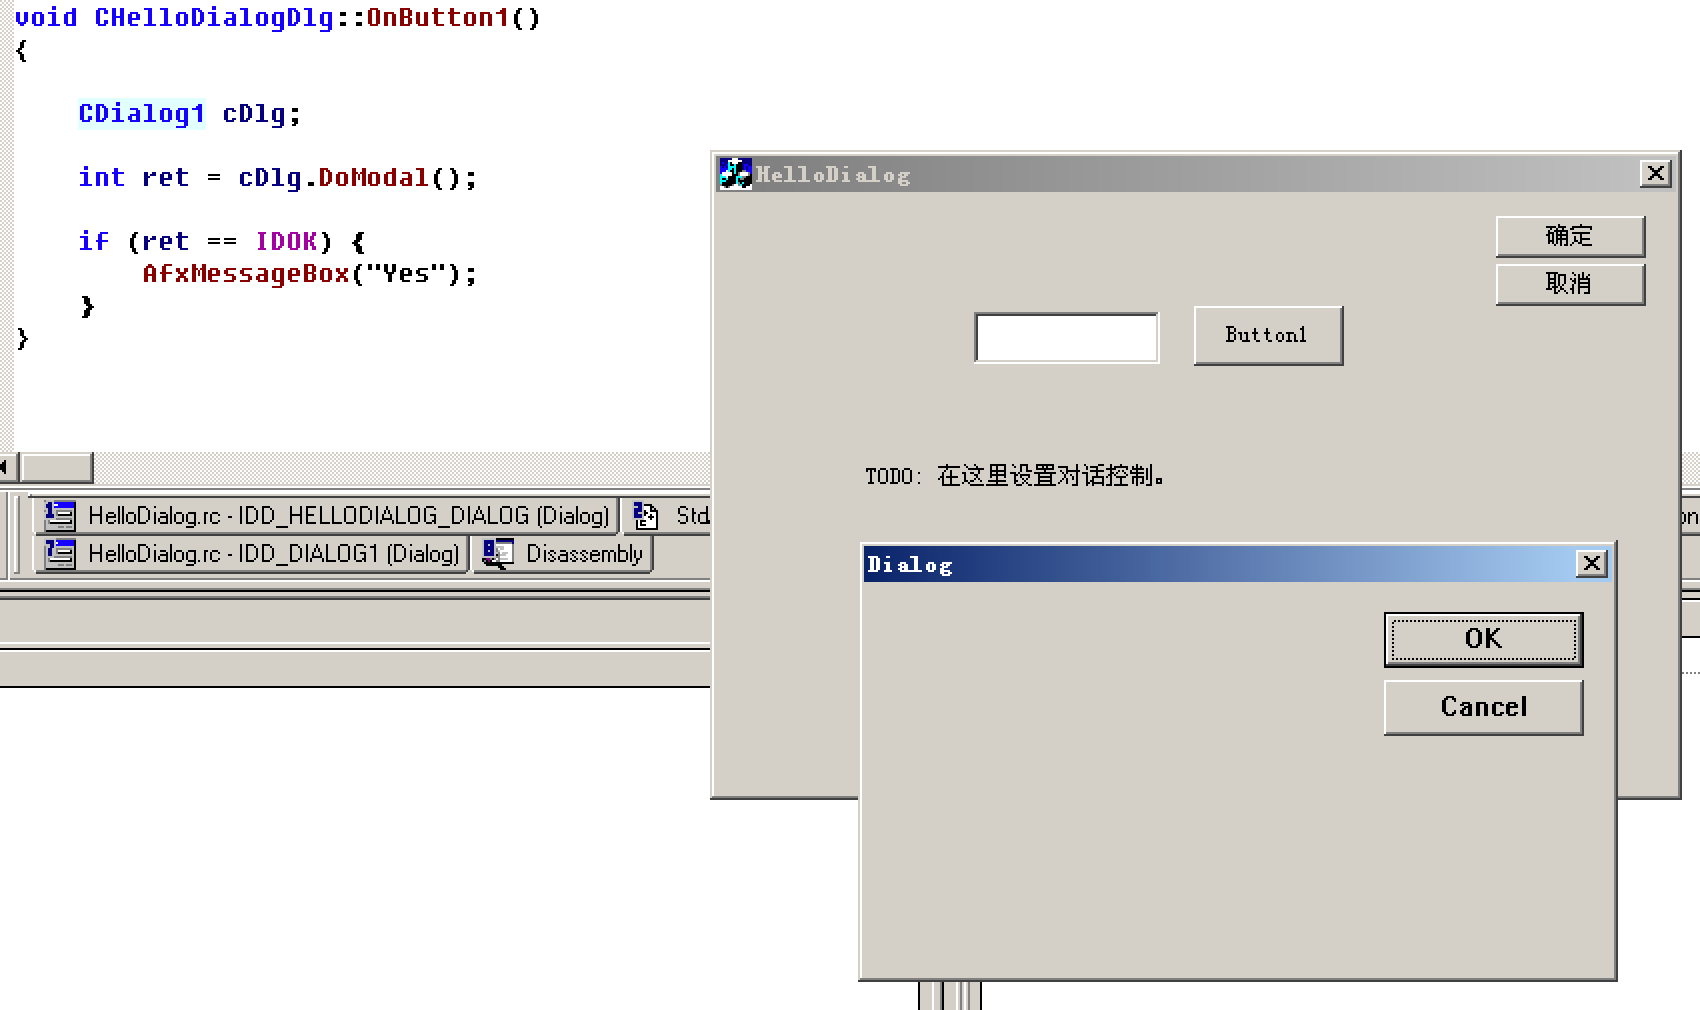 void CHelloDialogDlg::OnButton1()
{
CDialog1 cDlg;
int ret = cDlg.DoModal();
if (ret == IDOK) {
AfxMessageBox("Yes");
}
}
HelloDialog
确定
取消
Button1
TODO: 在这里设置对话控制。
HelloDialog.rc - IDD_HELLODIALOG_DIALOG (Dialog)
HelloDialog.rc - IDD_DIALOG1 (Dialog)
Disassembly
Dialog
OK
Cancel